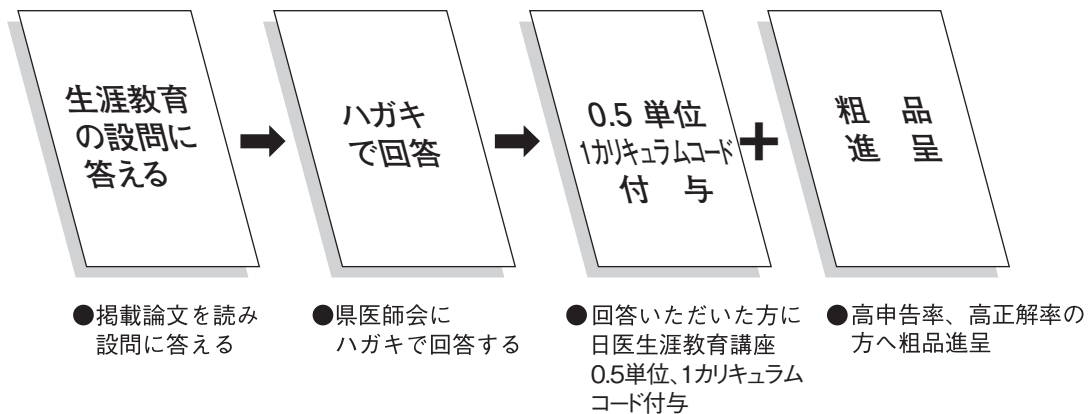 生涯教育
の設問に
答える
ハガキ
で回答
0.5 単位
1カリキュラムコード
付 与
+
粗 品
進 呈
●掲載論文を読み
設問に答える
●県医師会に
ハガキで回答する
●回答いただいた方に
日医生涯教育講座
0.5単位、1カリキュラム
コード付与
●高申告率、高正解率の
方へ粗品進呈